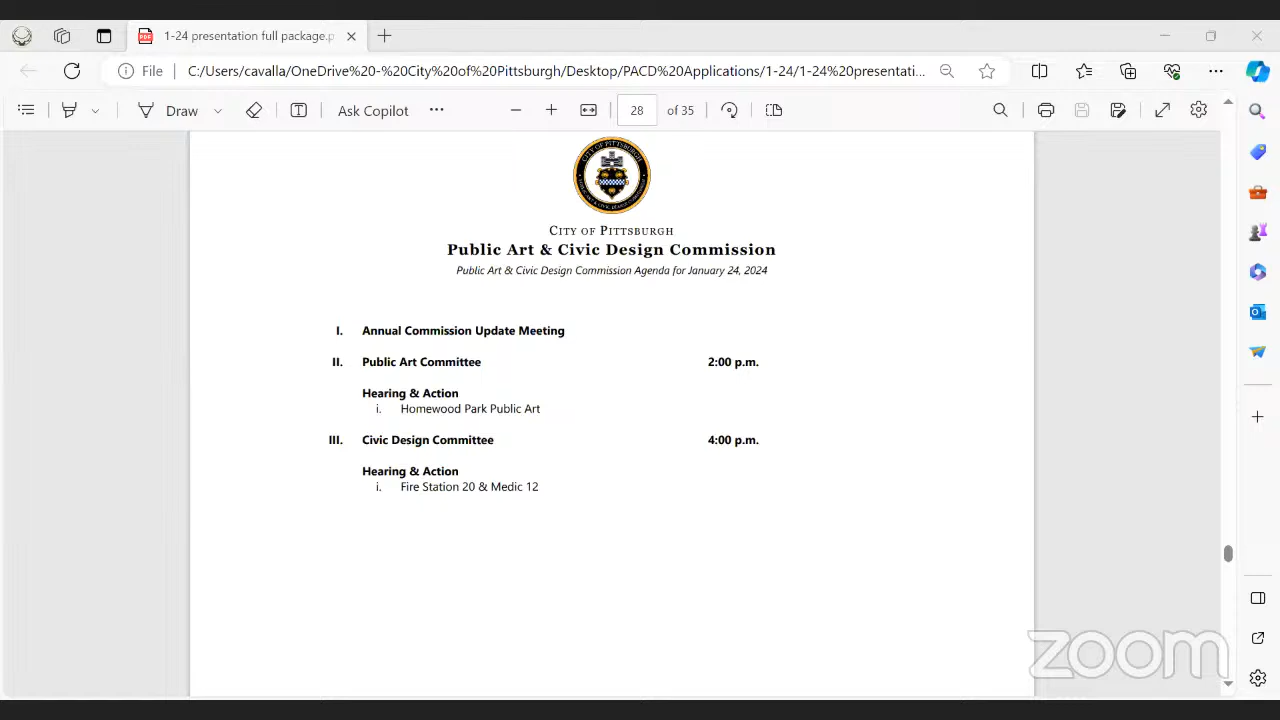 1-24 presentation full package.p
File
C:/Users/cavalla/OneDrive%20-%20City%20of%20Pittsburgh/Desktop/PACD%20Applications/1-24/1-24%20presentati...
Draw
Ask Copilot
28 of 35
CITY OF PITTSBURGH
CITY OF PITTSBURGH
Public Art & Civic Design Commission
Public Art & Civic Design Commission Agenda for January 24, 2024
I. Annual Commission Update Meeting
II. Public Art Committee 2:00 p.m.
Hearing & Action
i. Homewood Park Public Art
III. Civic Design Committee 4:00 p.m.
Hearing & Action
i. Fire Station 20 & Medic 12
zoom